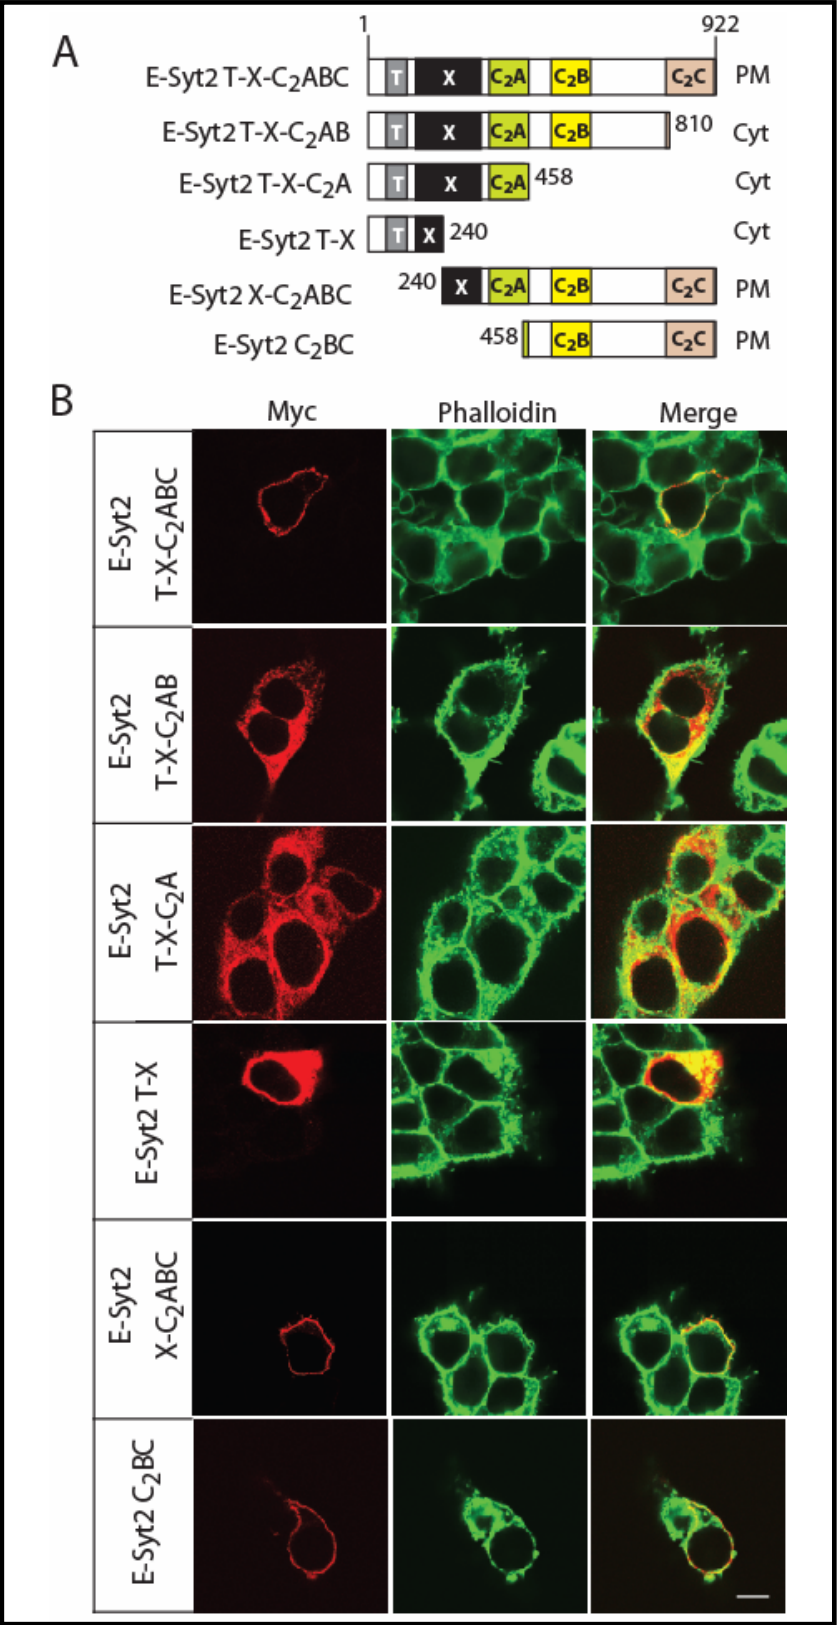 A
1 922
E-Syt2 T-X-C₂ABC T X C₂A C₂B C₂C PM
E-Syt2 T-X-C₂AB T X C₂A C₂B 810 Cyt
E-Syt2 T-X-C₂A T X C₂A 458 Cyt
E-Syt2 T-X T X 240 Cyt
E-Syt2 X-C₂ABC 240 X C₂A C₂B C₂C PM
E-Syt2 C₂BC 458 C₂B C₂C PM
B
Myc Phalloidin Merge
E-Syt2
T-X-C₂ABC
E-Syt2
T-X-C₂AB
E-Syt2
T-X-C₂A
E-Syt2 T-X
E-Syt2
X-C₂ABC
E-Syt2 C₂BC